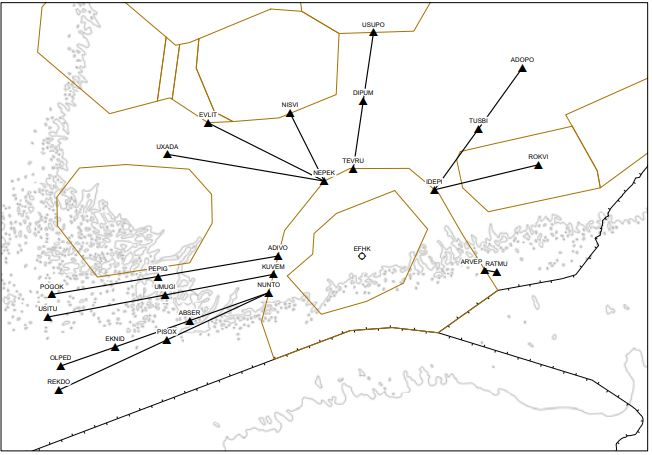 USUPO
ADOPO
DIPUM
NISVI
EVLIT
TUSBI
UXADA
TEVRU
ROKVI
NEPEK
IDEPI
ADIVO
EFHK
ARVEP
RATMU
PEPIG
KUVEM
POGOK
UMUGI
NUNTO
USITU
ABSER
PISOX
EKNID
OLPED
REKDO